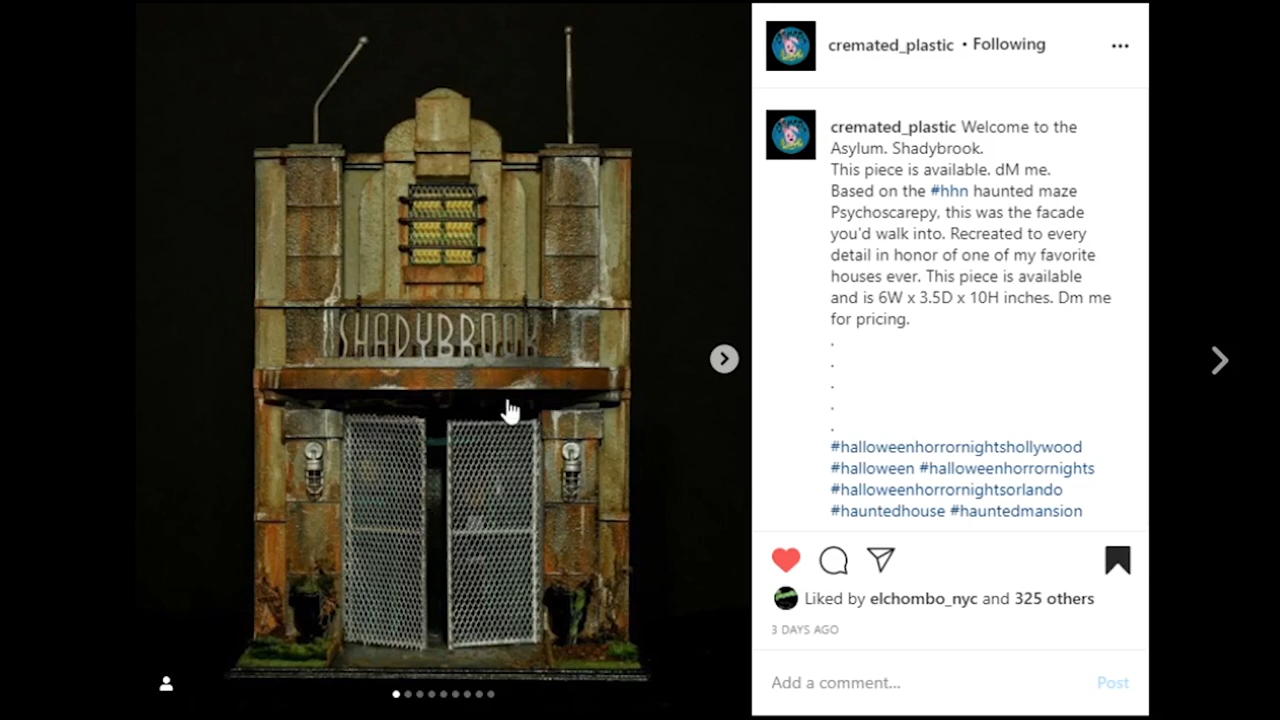 SHADYBROOK
cremated_plastic • Following
cremated_plastic Welcome to the
Asylum. Shadybrook.
This piece is available. dM me.
Based on the #hhn haunted maze
Psychoscarepy, this was the facade
you'd walk into. Recreated to every
detail in honor of one of my favorite
houses ever. This piece is available
and is 6W x 3.5D x 10H inches. Dm me
for pricing.
.
.
.
.
.
#halloweenhorrornightshollywood
#halloween #halloweenhorrornights
#halloweenhorrornightsorlando
#hauntedhouse #hauntedmansion
Liked by elchombo_nyc and 325 others
3 DAYS AGO
Add a comment... Post